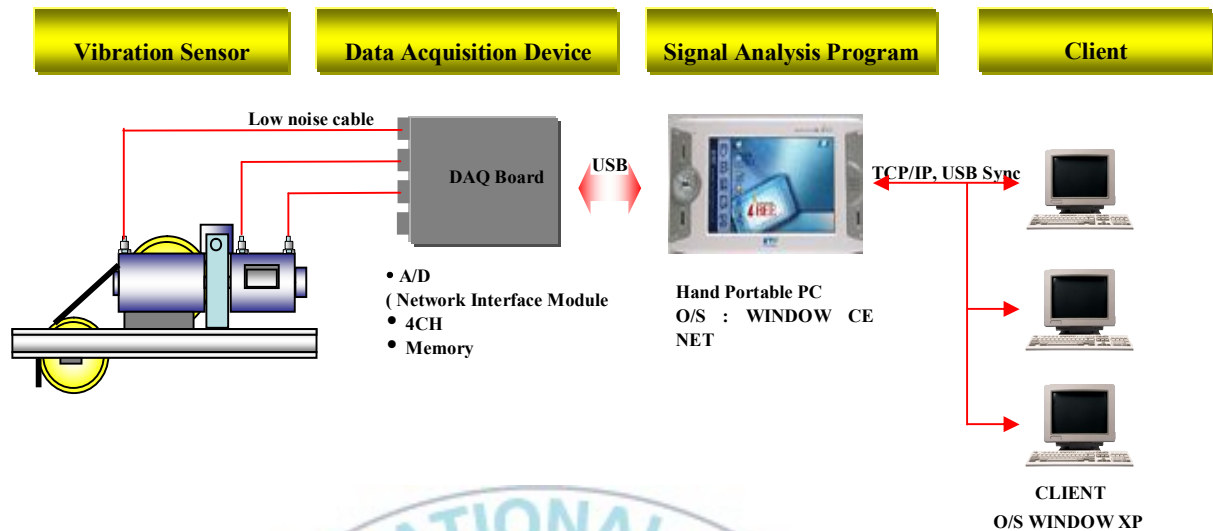 Vibration Sensor
Data Acquisition Device
Signal Analysis Program
Client
Low noise cable
DAQ Board
USB
TCP/IP, USB Sync
• A/D
( Network Interface Module
• 4CH
• Memory
Hand Portable PC
O/S : WINDOW CE
NET
CLIENT
O/S WINDOW XP